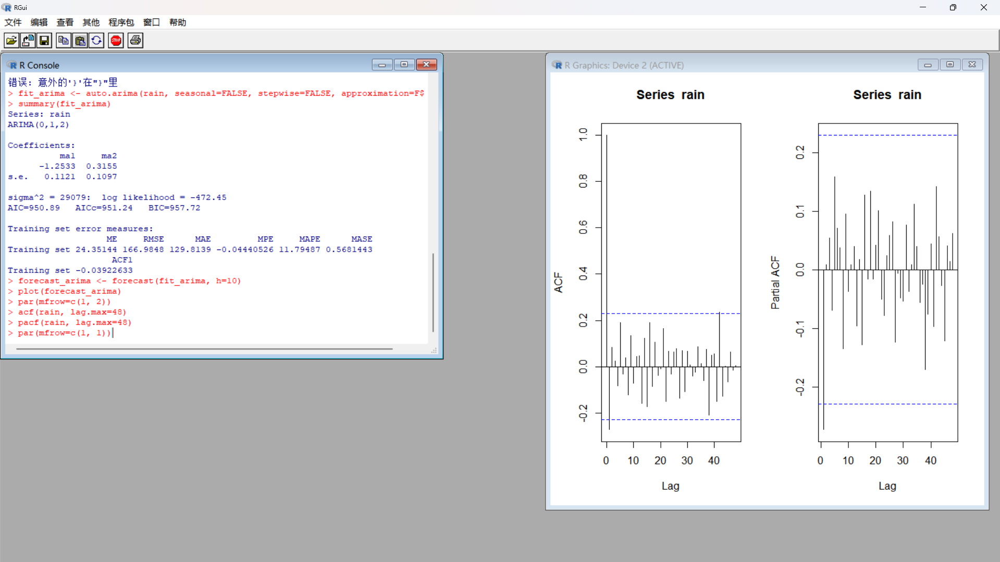 RGui
文件 编辑 查看 其他 程序包 窗口 帮助
STOP
R Console
错误: 意外的'}'在"}"里
> fit_arima <- auto.arima(rain, seasonal=FALSE, stepwise=FALSE, approximation=F$
> summary(fit_arima)
Series: rain
ARIMA(0,1,2)
Coefficients:
ma1 ma2
-1.2533 0.3155
s.e. 0.1121 0.1097
sigma^2 = 29079: log likelihood = -472.45
AIC=950.89 AICc=951.24 BIC=957.72
Training set error measures:
ME RMSE MAE MPE MAPE MASE
Training set 24.35144 166.9848 129.8139 -0.04440526 11.79487 0.5681443
ACF1
Training set -0.03922633
> forecast_arima <- forecast(fit_arima, h=10)
> plot(forecast_arima)
> par(mfrow=c(1, 2))
> acf(rain, lag.max=48)
> pacf(rain, lag.max=48)
> par(mfrow=c(1, 1))
R Graphics: Device 2 (ACTIVE)
Series rain
ACF
1.0
0.8
0.6
0.4
0.2
0.0
-0.2
0 10 20 30 40
Lag
Series rain
Partial ACF
0.2
0.1
0.0
-0.1
-0.2
0 10 20 30 40
Lag